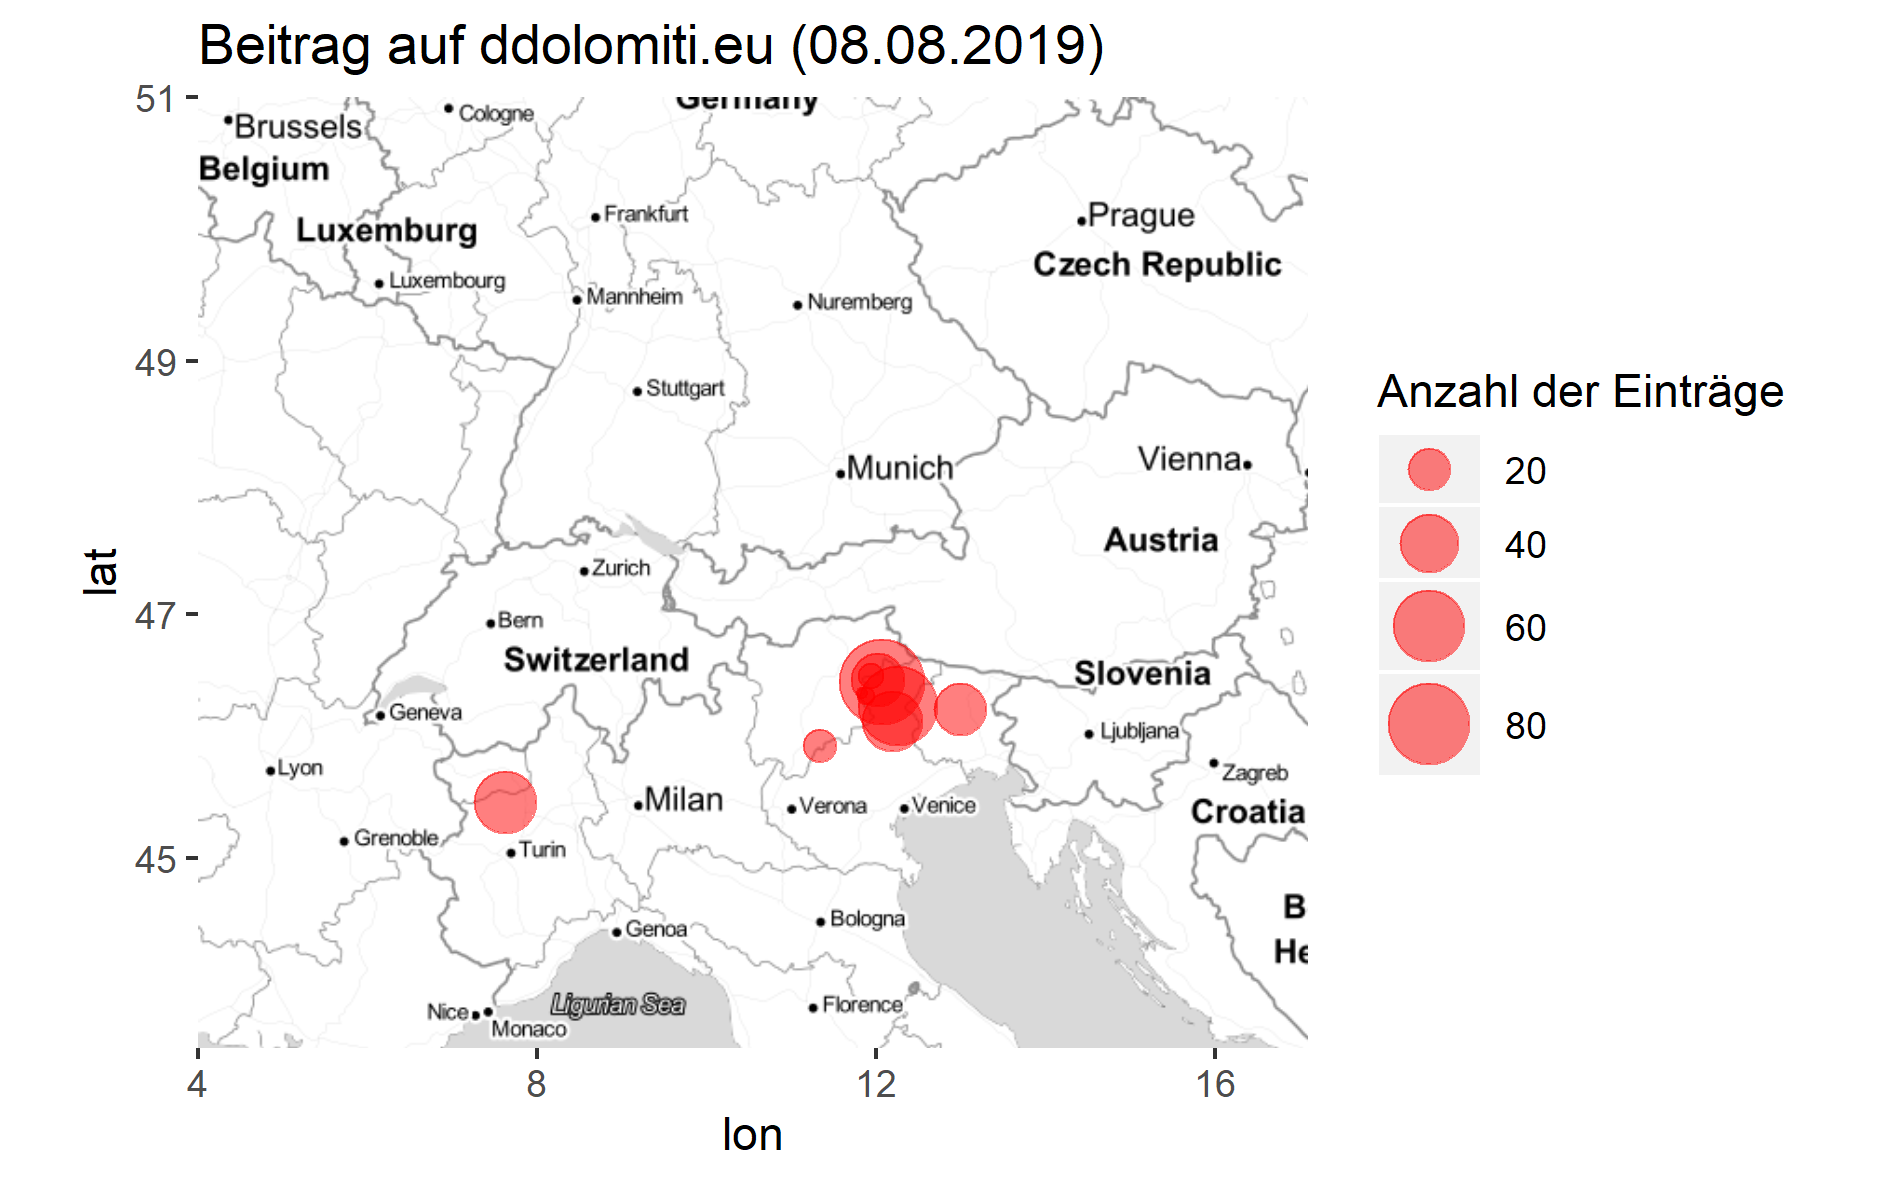 Beitrag auf ddolomiti.eu (08.08.2019)
51
Brussels
Cologne
Germany
Belgium
Luxemburg
Frankfurt
Prague
Czech Republic
Luxembourg
Mannheim
Nuremberg
49
Stuttgart
Munich
Vienna
Austria
Zurich
47
Bern
Switzerland
Slovenia
Geneva
Ljubljana
Lyon
Zagreb
Milan
Verona
Venice
Croatia
Grenoble
Turin
45
B
Bologna
Genoa
He
Ligurian Sea
Nice
Monaco
Florence
4
8
12
16
lon
lat
Anzahl der Einträge
20
40
60
80